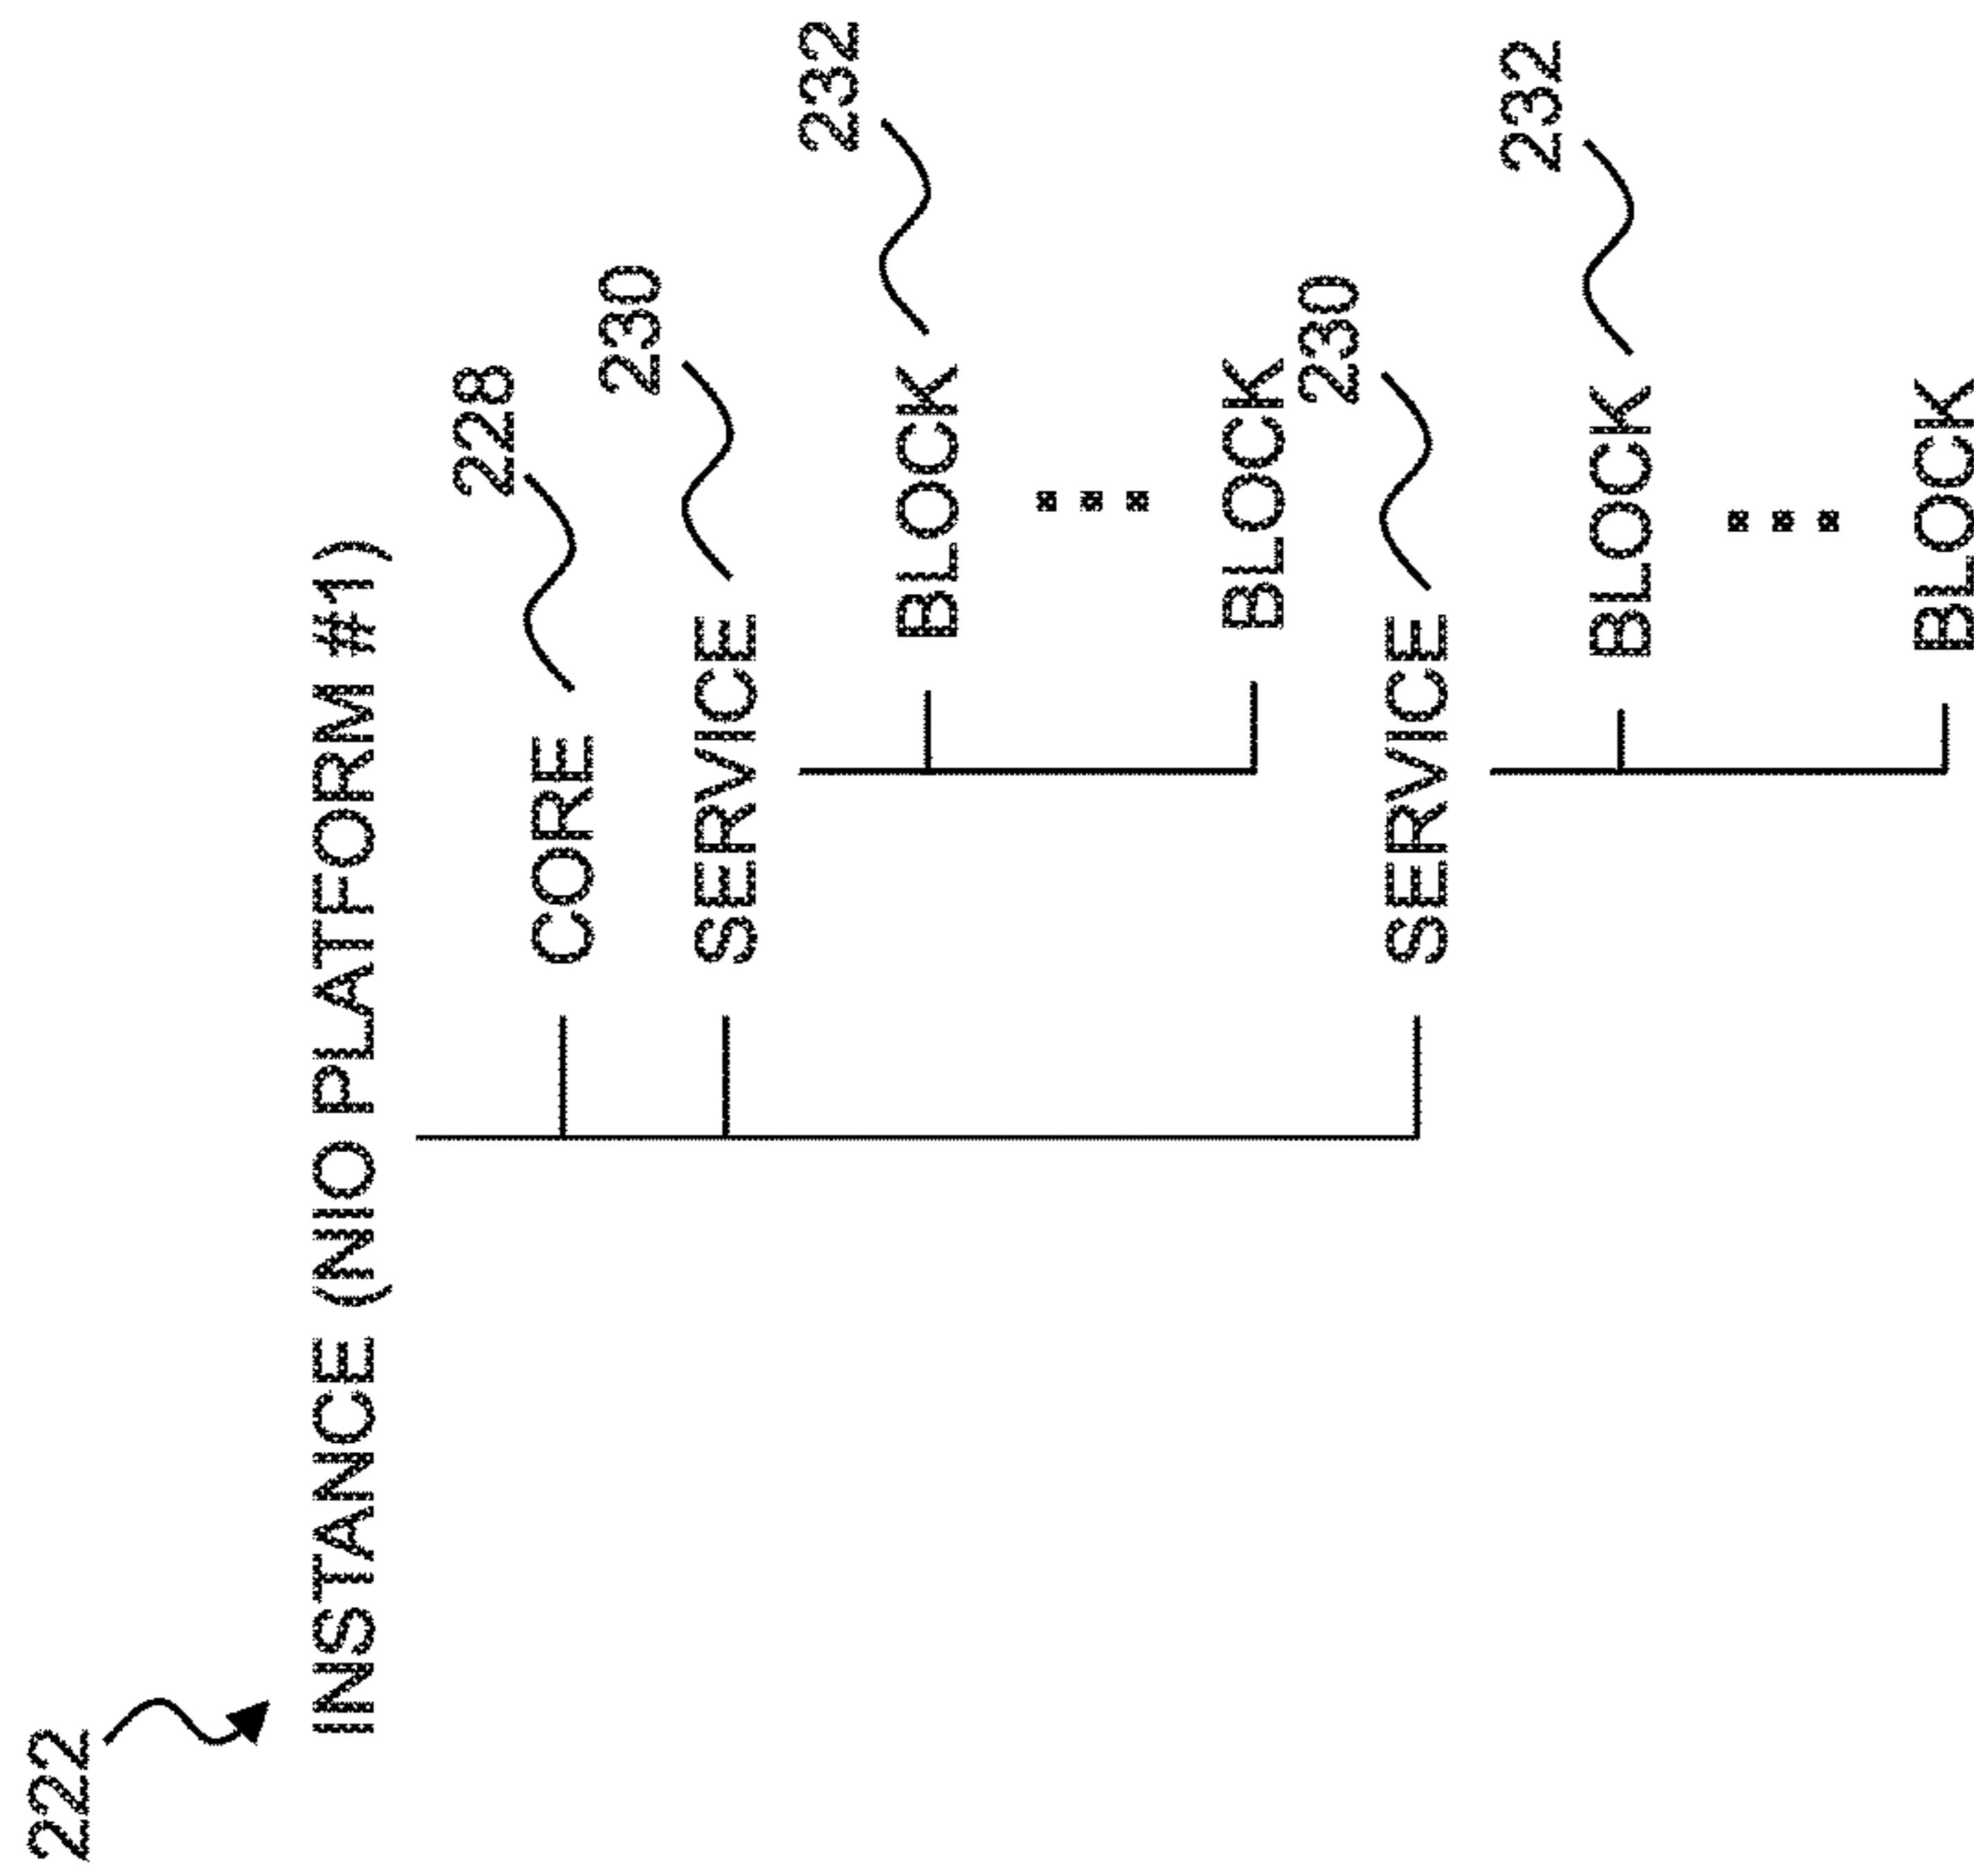 222
INSTANCE (NIO PLATFORM #1)
228
CORE
230
SERVICE
232
BLOCK
BLOCK
230
SERVICE
232
BLOCK
BLOCK